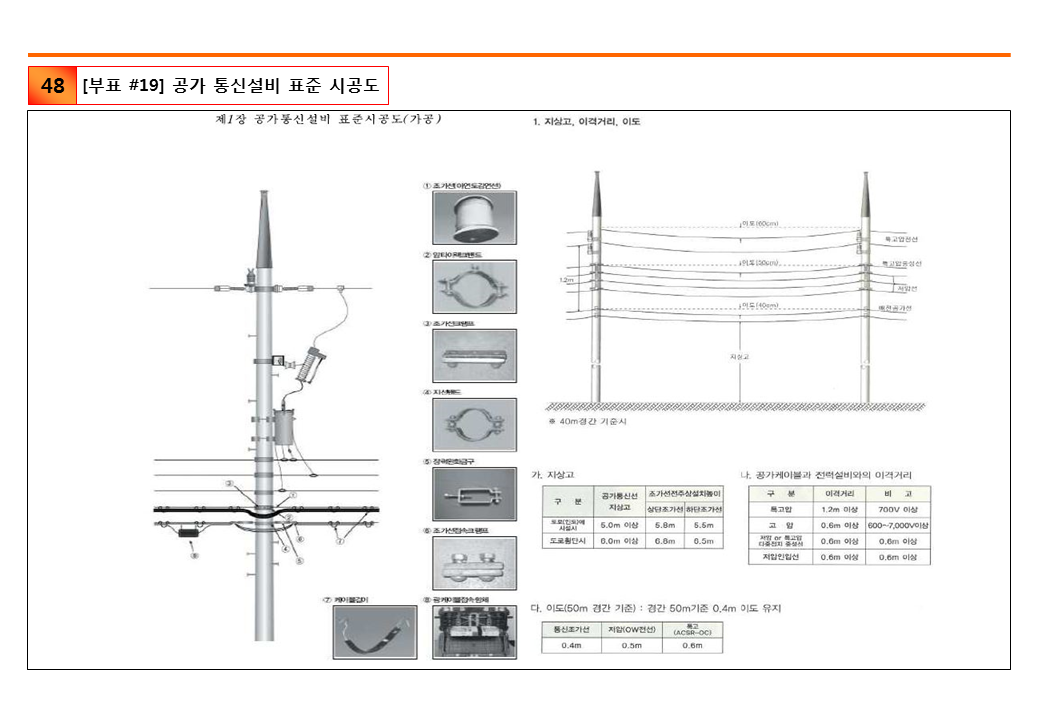 48
[부표 #19] 공가 통신설비 표준 시공도
제1장 공가통신설비 표준시공도(가공)
① 조가선(아연도강연선)
② 암타이랙크밴드
③ 조가선크램프
④ 지선밴드
⑤ 장력완화금구
⑥ 조가선접속크램프
⑦ 케이블걸이
⑧ 광케이블접속함체
1. 지상고, 이격거리, 이도
이도(60cm)
특고압전선
이도(50cm)
특고압중성선
1.2m
저압선
이도(40cm)
배전공가선
지상고
※ 40m경간 기준시
가. 지상고
구 분
공가통신선 지상고
조가선전주상설치높이
상단조가선 하단조가선
도로(인도)에 시설시 5.0m 이상 5.8m 5.5m
도로횡단시 6.0m 이상 6.8m 6.5m
나. 공가케이블과 전력설비와의 이격거리
구 분 이격거리 비 고
특고압 1.2m 이상 700V 이상
고 압 0.6m 이상 600~7,000V이상
저압 or 특고압 다중접지 중성선 0.6m 이상 0.6m 이상
저압인입선 0.6m 이상 0.6m 이상
다. 이도(50m 경간 기준) : 경간 50m기준 0.4m 이도 유지
통신조가선 저압(OW전선) 특고 (ACSR-OC)
0.4m 0.5m 0.6m